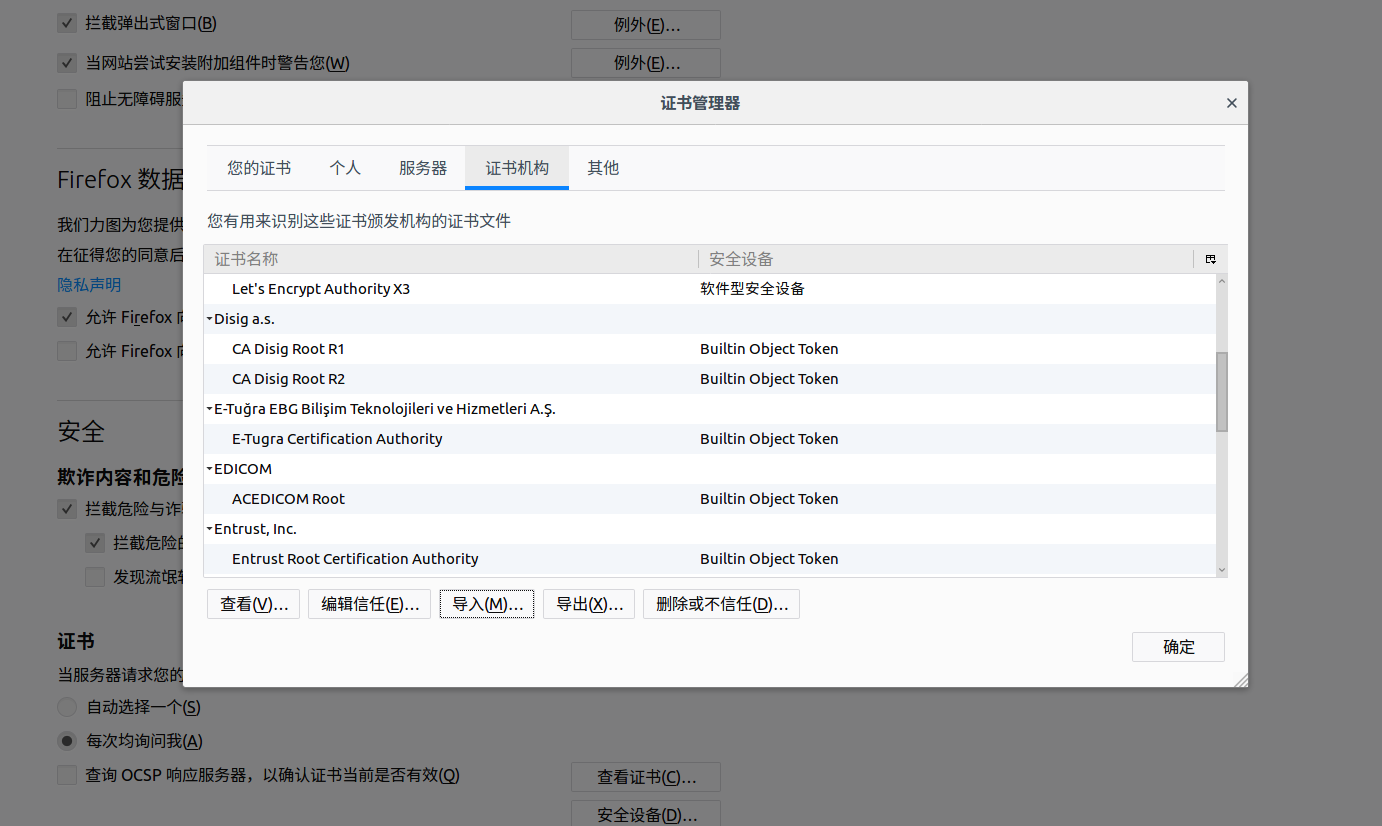 拦截弹出式窗口(B)
例外(E)...
当网站尝试安装附加组件时警告您(W)
例外(E)...
阻止无障碍服
证书管理器
您的证书 个人 服务器 证书机构 其他
Firefox 数据
我们力图为您提供
您有用来识别这些证书颁发机构的证书文件
在征得您的同意后
证书名称 安全设备
隐私声明
Let's Encrypt Authority X3 软件型安全设备
允许 Firefox 向
Disig a.s.
CA Disig Root R1 Builtin Object Token
允许 Firefox 向
CA Disig Root R2 Builtin Object Token
E-Tuğra EBG Bilişim Teknolojileri ve Hizmetleri A.Ş.
安全
E-Tugra Certification Authority Builtin Object Token
EDICOM
欺诈内容和危险
ACEDICOM Root Builtin Object Token
拦截危险与诈
Entrust, Inc.
拦截危险的
Entrust Root Certification Authority Builtin Object Token
发现流氓软
查看(V)... 编辑信任(E)... 导入(M)... 导出(X)... 删除或不信任(D)...
证书
确定
当服务器请求您的
自动选择一个(S)
每次均询问我(A)
查询 OCSP 响应服务器，以确认证书当前是否有效(Q)
查看证书(C)...
安全设备(D)...